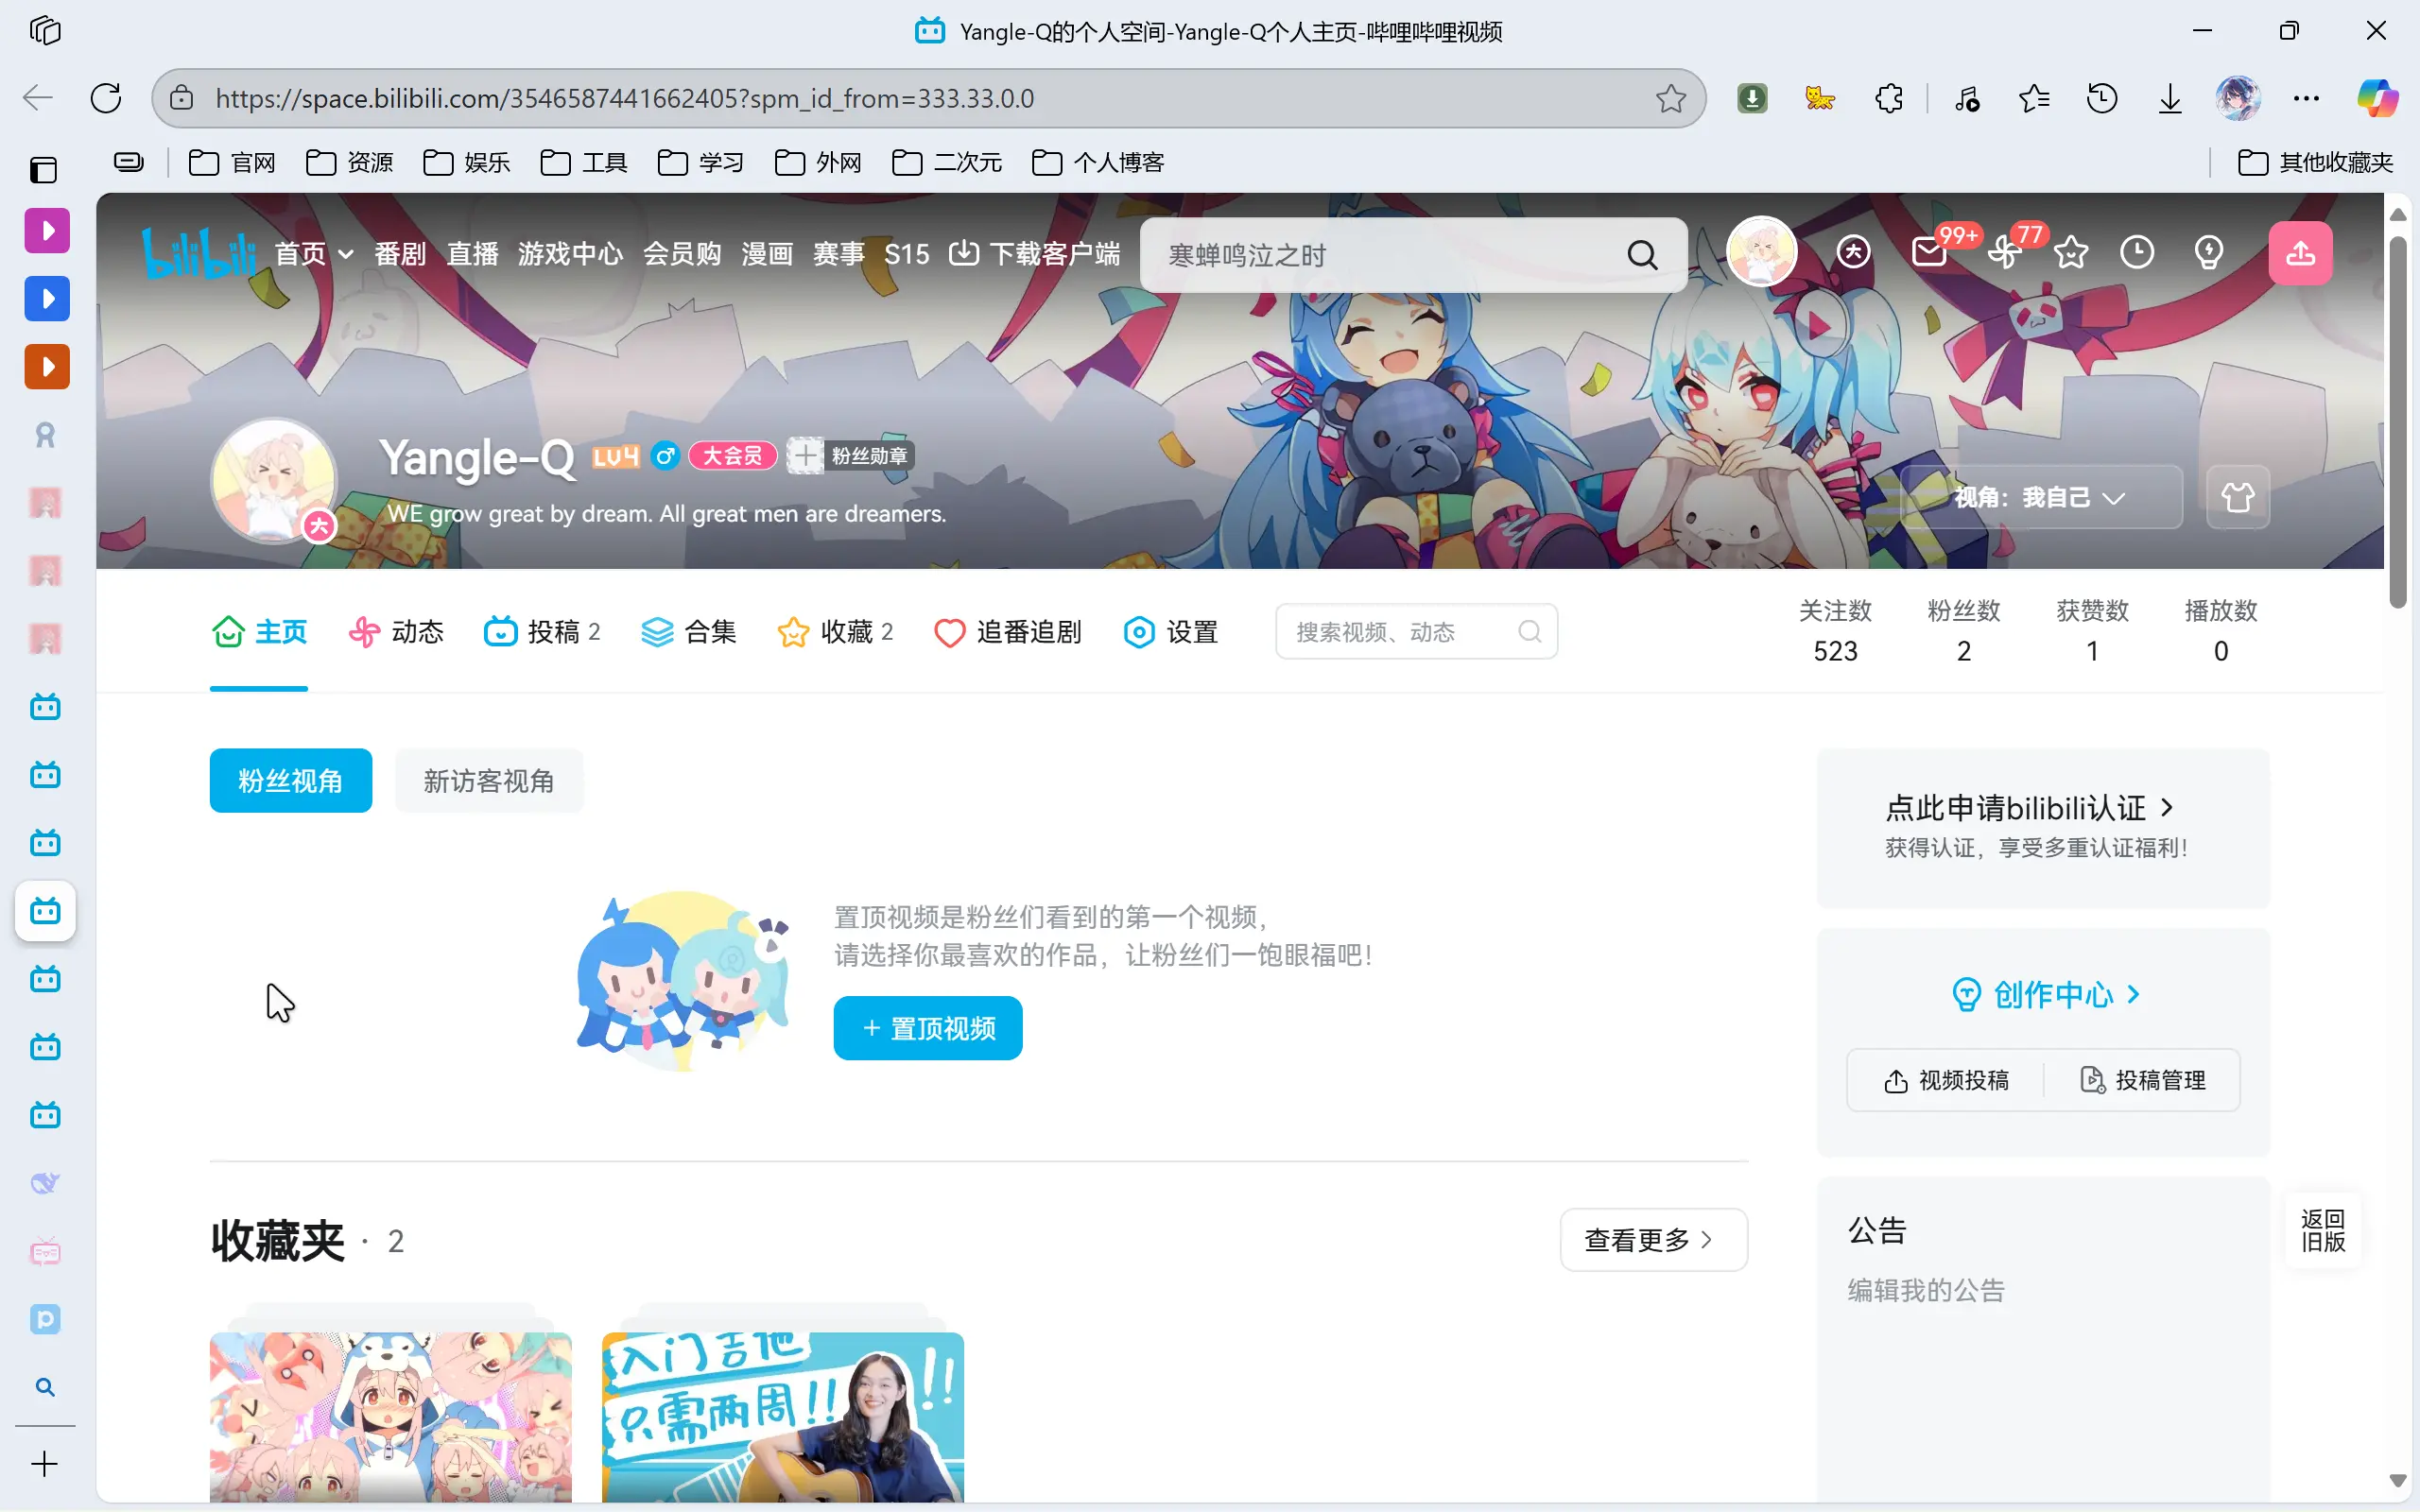 Yangle-Q的个人空间-Yangle-Q个人主页-哔哩哔哩视频
https://space.bilibili.com/3546587441662405?spm_id_from=333.33.0.0
官网 资源 娱乐 工具 学习 外网 二次元 个人博客 其他收藏夹
bilibili 首页 番剧 直播 游戏中心 会员购 漫画 赛事 S15 下载客户端 寒蝉鸣泣之时 大 99+ 77
Yangle-Q LV4 大会员 粉丝勋章
大
WE grow great by dream. All great men are dreamers.
视角：我自己
主页 动态 投稿 2 合集 收藏 2 追番追剧 设置 搜索视频、动态
关注数 粉丝数 获赞数 播放数
523 2 1 0
粉丝视角 新访客视角
置顶视频是粉丝们看到的第一个视频，
请选择你最喜欢的作品，让粉丝们一饱眼福吧！
+ 置顶视频
点此申请bilibili认证
获得认证，享受多重认证福利！
创作中心
视频投稿 投稿管理
收藏夹 · 2
查看更多
公告
编辑我的公告
返回
旧版
入门吉他
只需两周!! !!